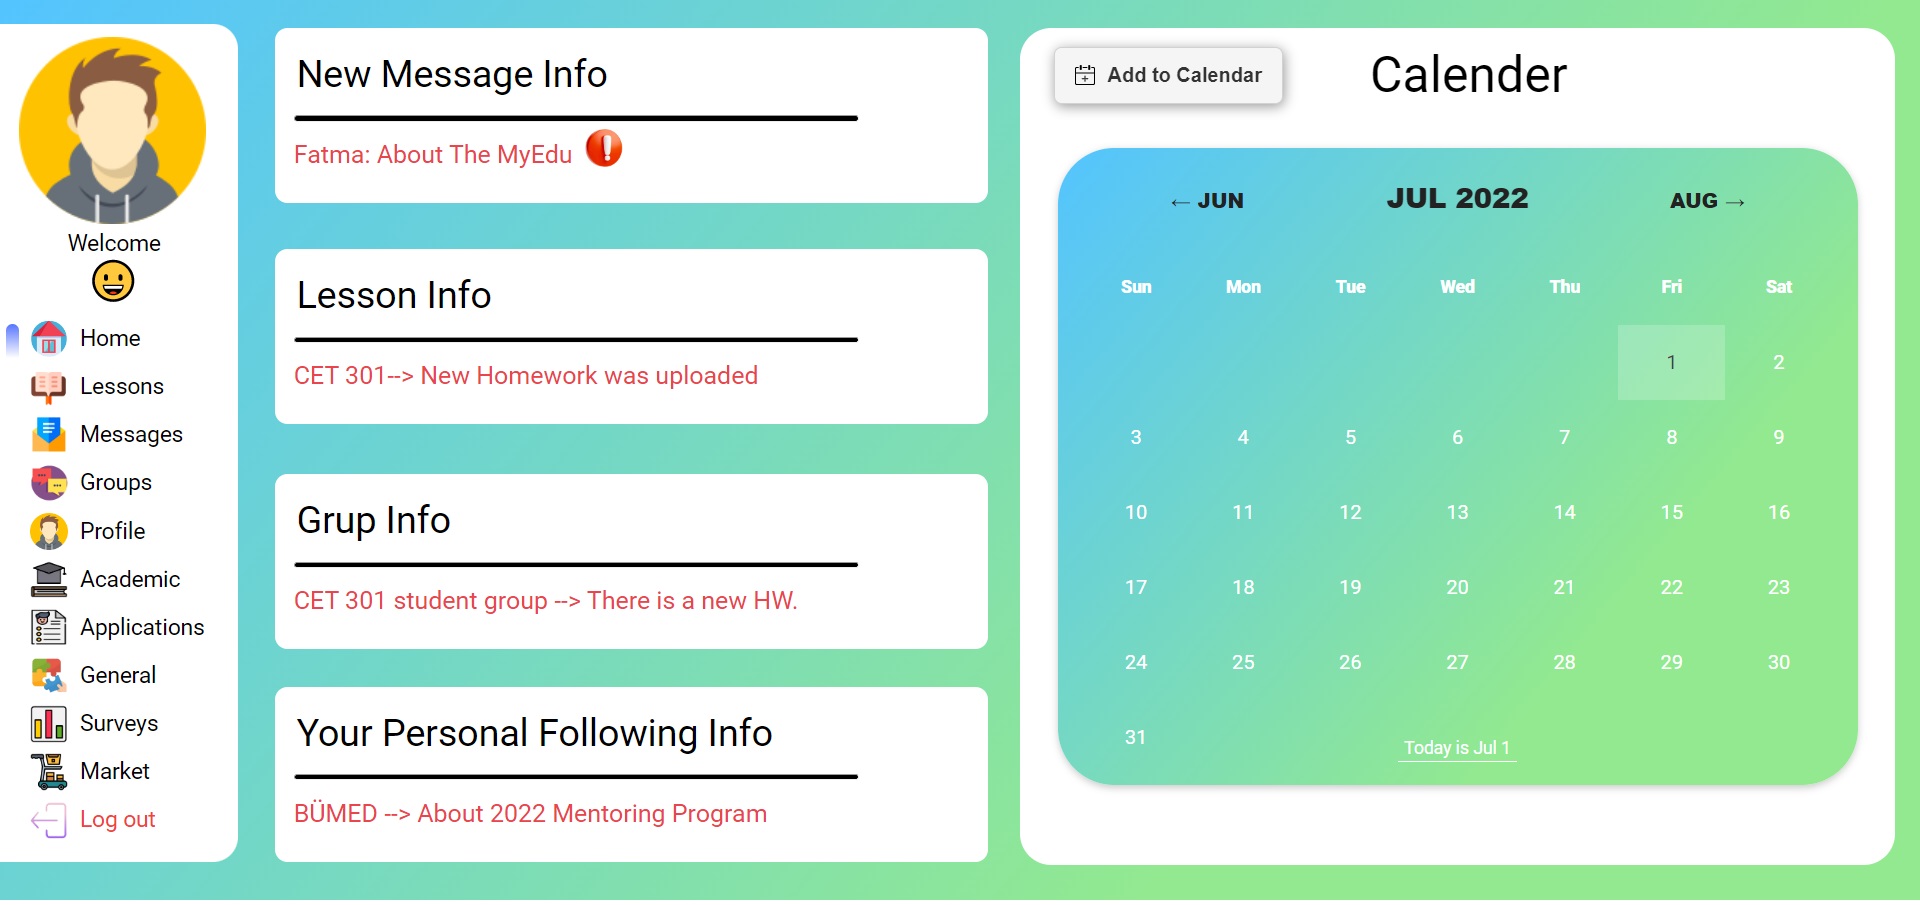 Welcome
Home
Lessons
Messages
Groups
Profile
Academic
Applications
General
Surveys
Market
Log out
New Message Info
Fatma: About The MyEdu
Lesson Info
CET 301--> New Homework was uploaded
Grup Info
CET 301 student group --> There is a new HW.
Your Personal Following Info
BÜMED --> About 2022 Mentoring Program
Add to Calendar
Calender
← JUN JUL 2022 AUG →
Sun Mon Tue Wed Thu Fri Sat
1 2
3 4 5 6 7 8 9
10 11 12 13 14 15 16
17 18 19 20 21 22 23
24 25 26 27 28 29 30
31
Today is Jul 1